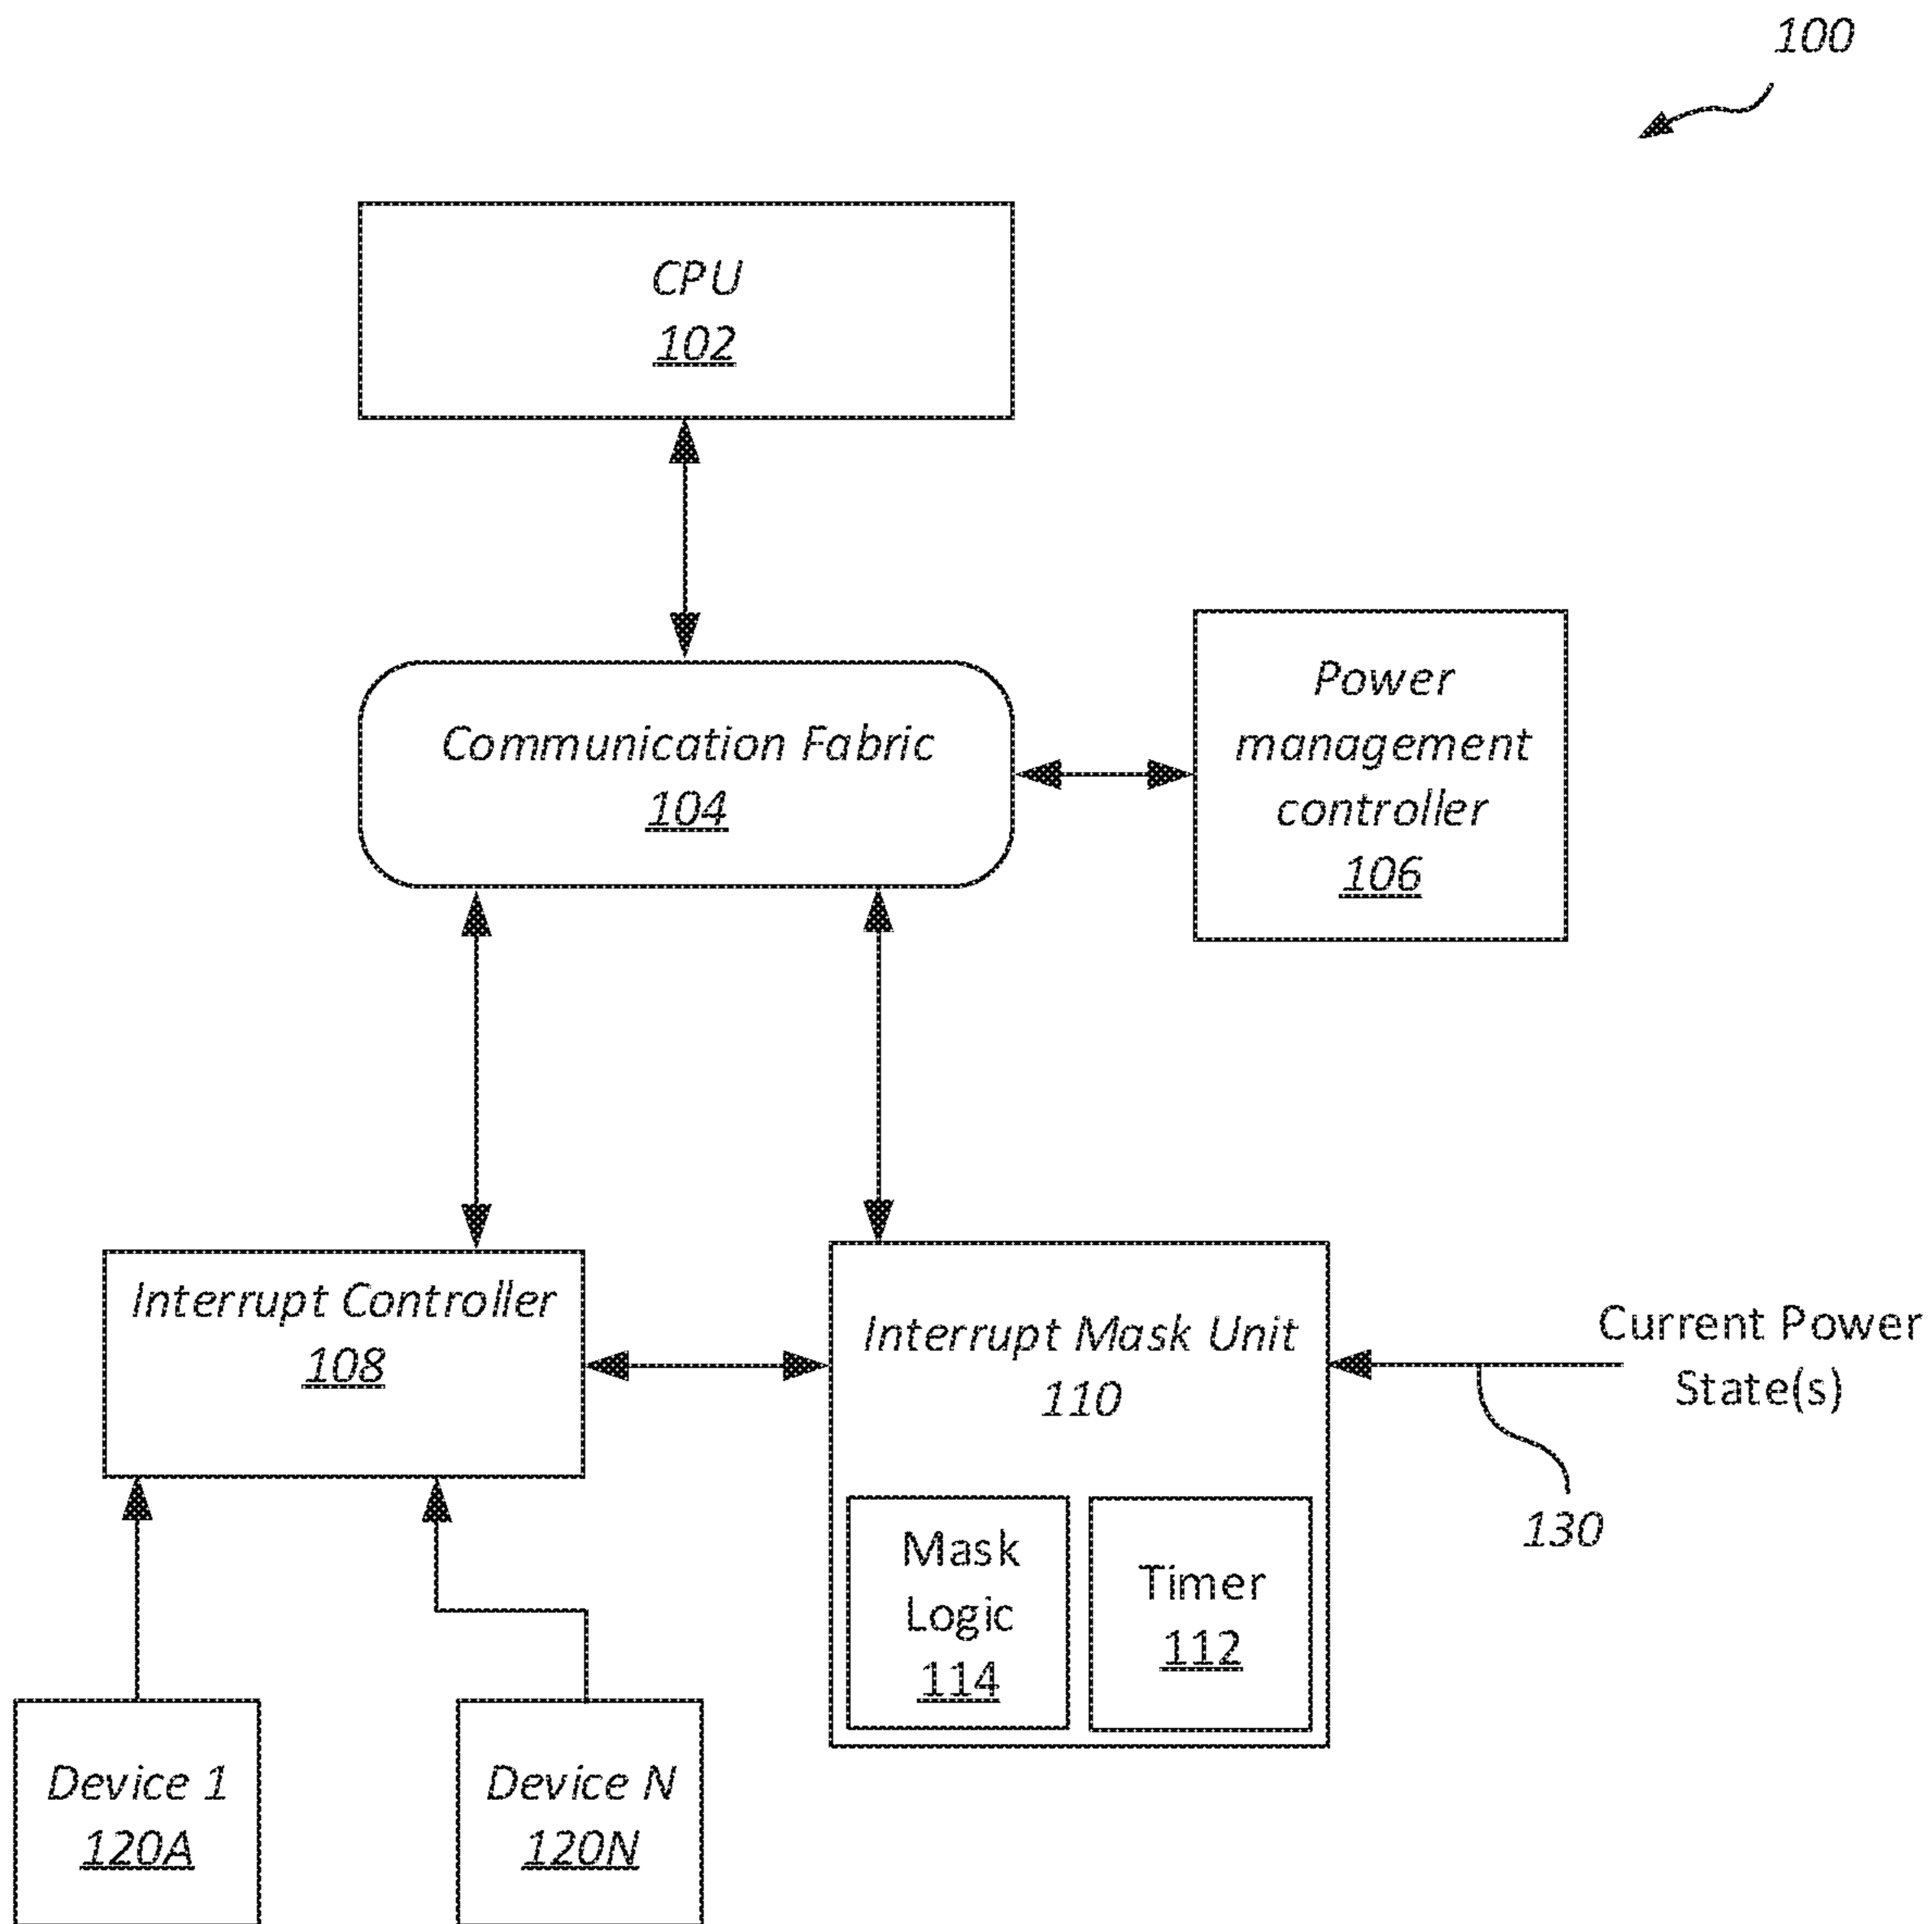 100
CPU
102
Communication Fabric
104
Power
management
controller
106
Interrupt Controller
108
Interrupt Mask Unit
110
Current Power
State(s)
130
Mask
Logic
114
Timer
112
Device 1
120A
Device N
120N